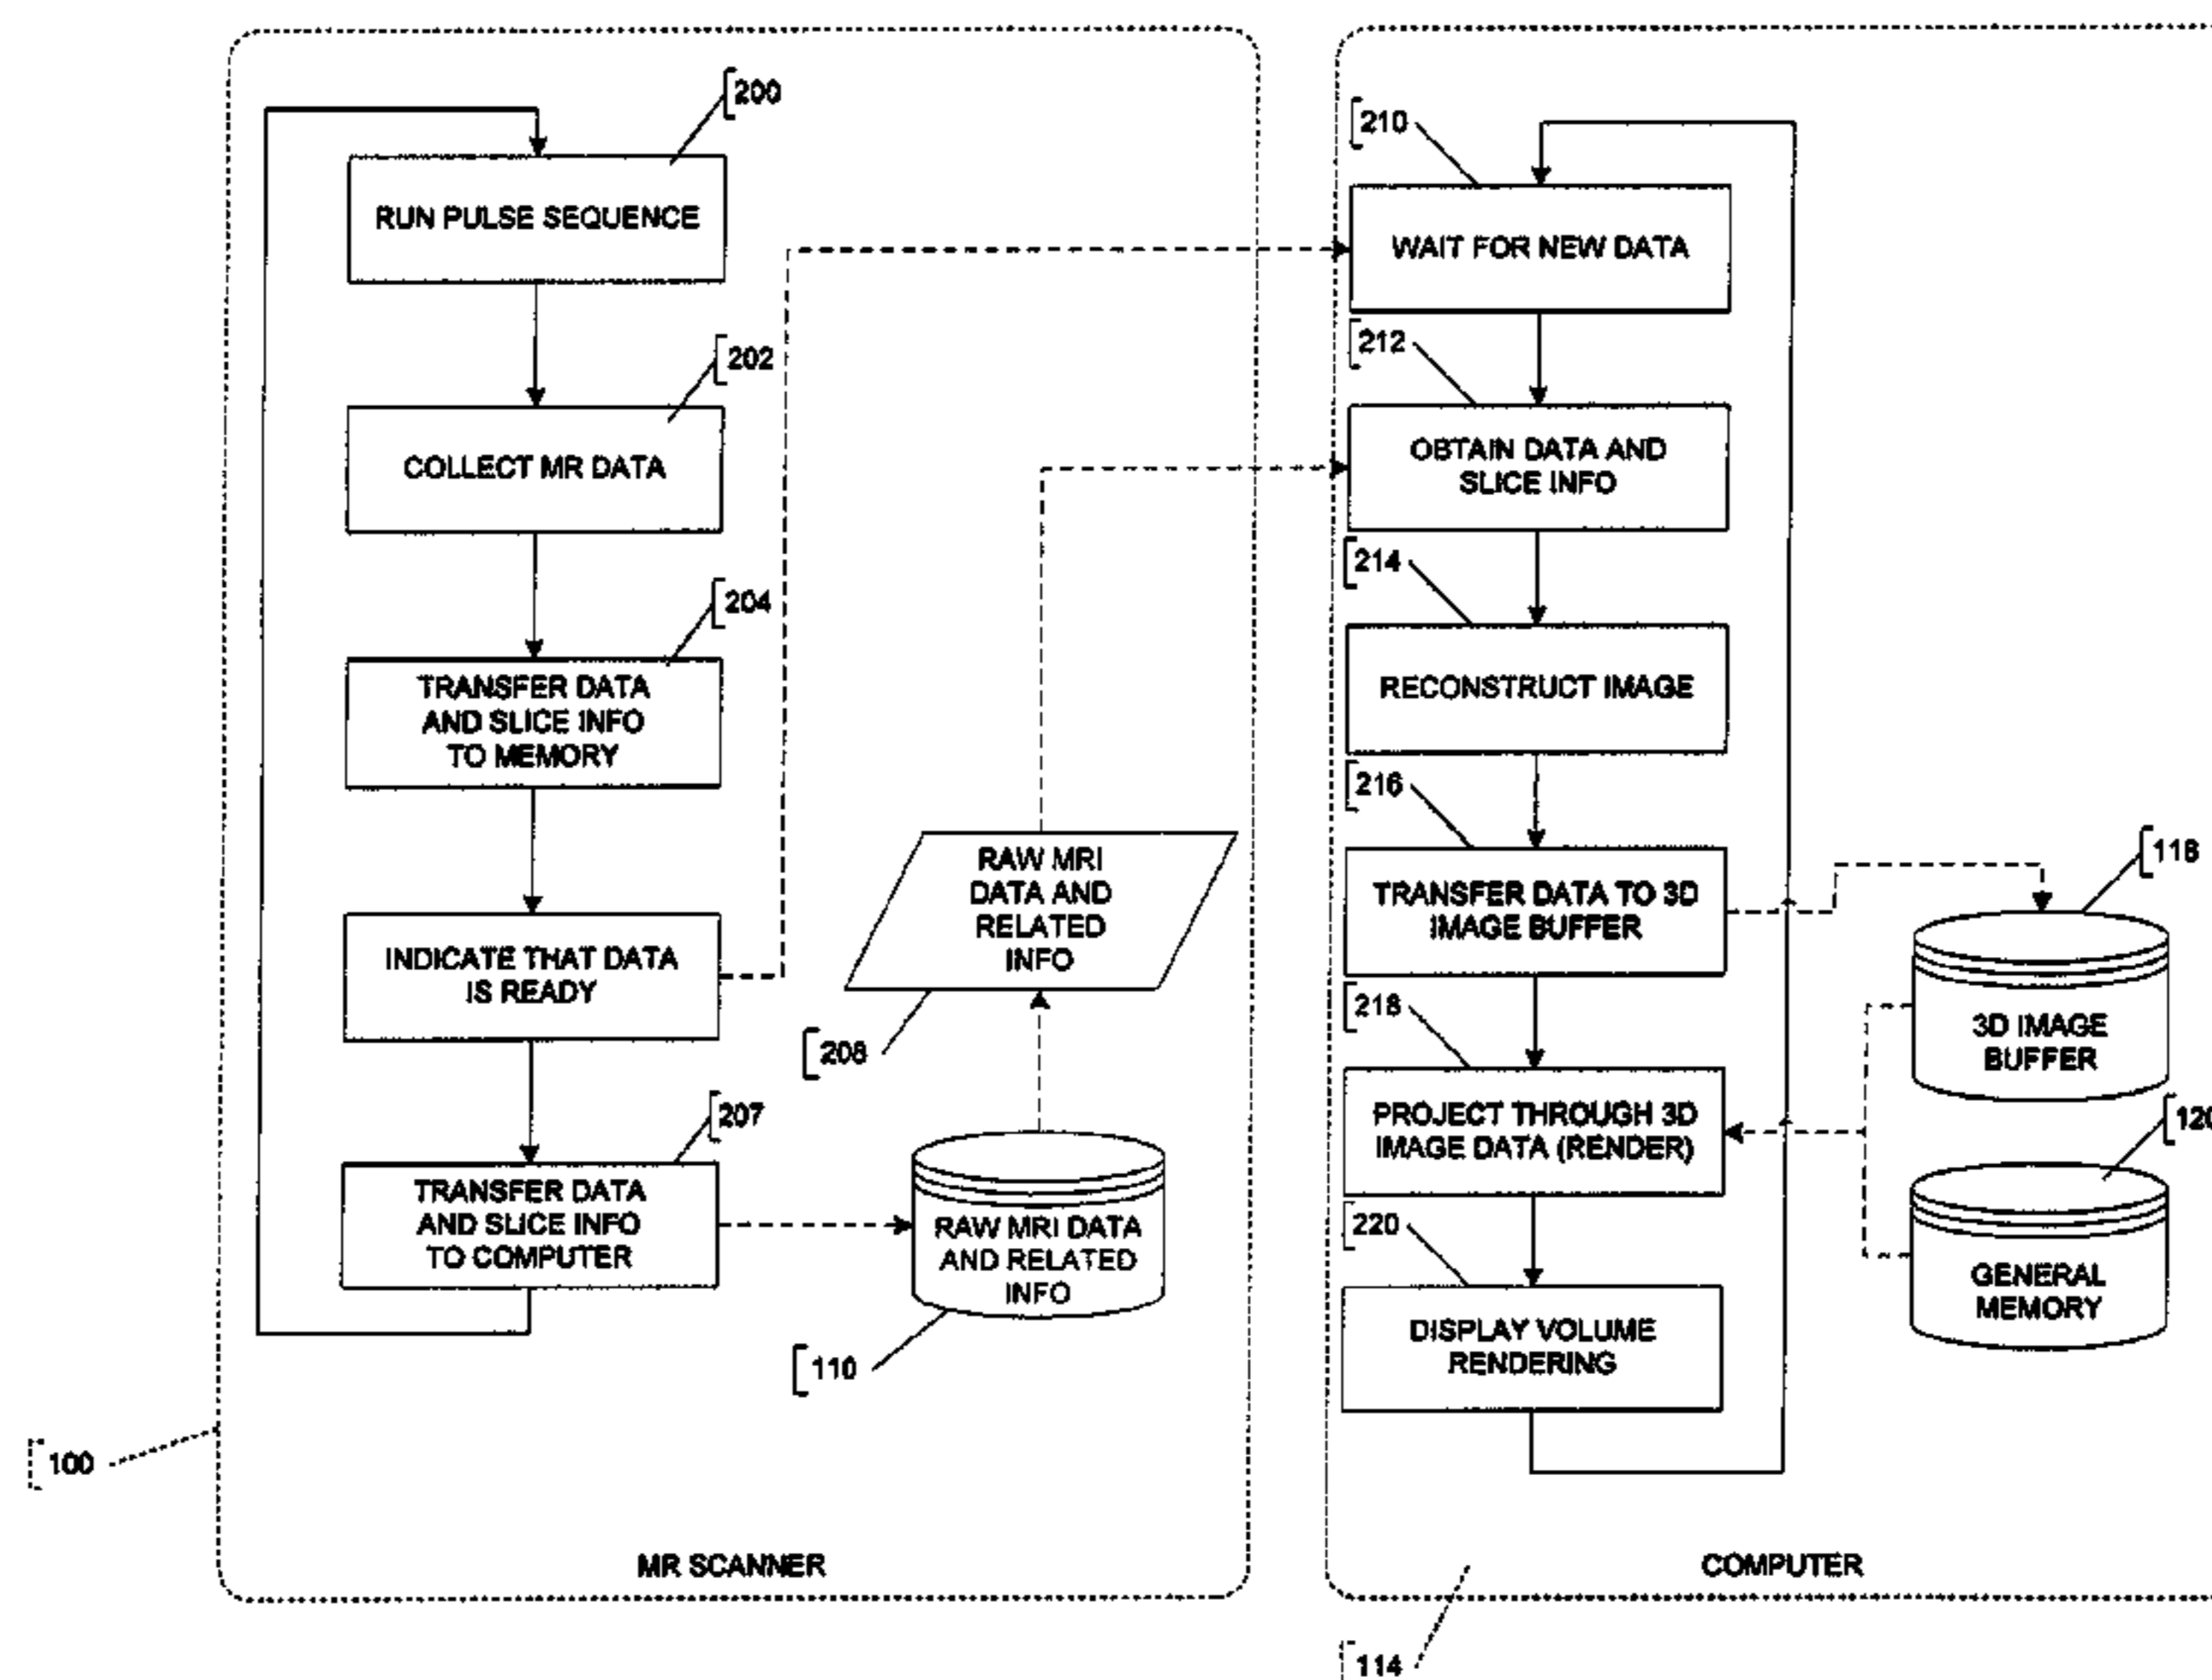 200
RUN PULSE SEQUENCE
202
COLLECT MR DATA
204
TRANSFER DATA
AND SLICE INFO
TO MEMORY
INDICATE THAT DATA
IS READY
207
TRANSFER DATA
AND SLICE INFO
TO COMPUTER
RAW MRI
DATA AND
RELATED
INFO
208
RAW MRI DATA
AND RELATED
INFO
110
100
MR SCANNER
210
WAIT FOR NEW DATA
212
OBTAIN DATA AND
SLICE INFO
214
RECONSTRUCT IMAGE
216
TRANSFER DATA TO 3D
IMAGE BUFFER
118
3D IMAGE
BUFFER
218
PROJECT THROUGH 3D
IMAGE DATA (RENDER)
120
GENERAL
MEMORY
220
DISPLAY VOLUME
RENDERING
COMPUTER
114